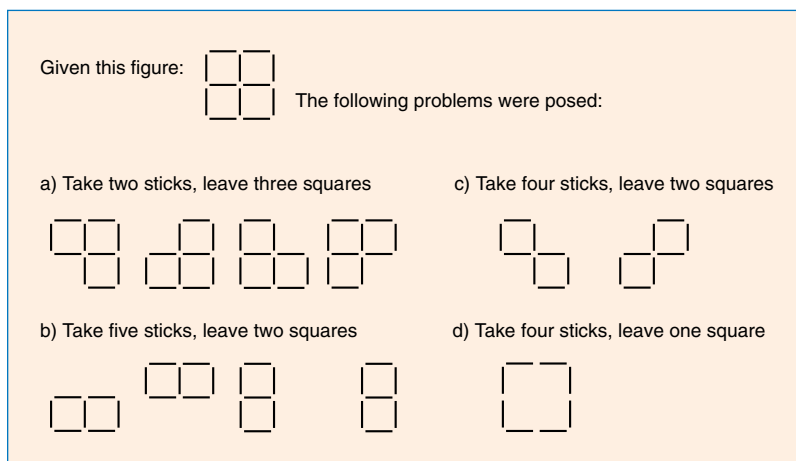 Given this figure:
The following problems were posed:
a) Take two sticks, leave three squares
c) Take four sticks, leave two squares
b) Take five sticks, leave two squares
d) Take four sticks, leave one square